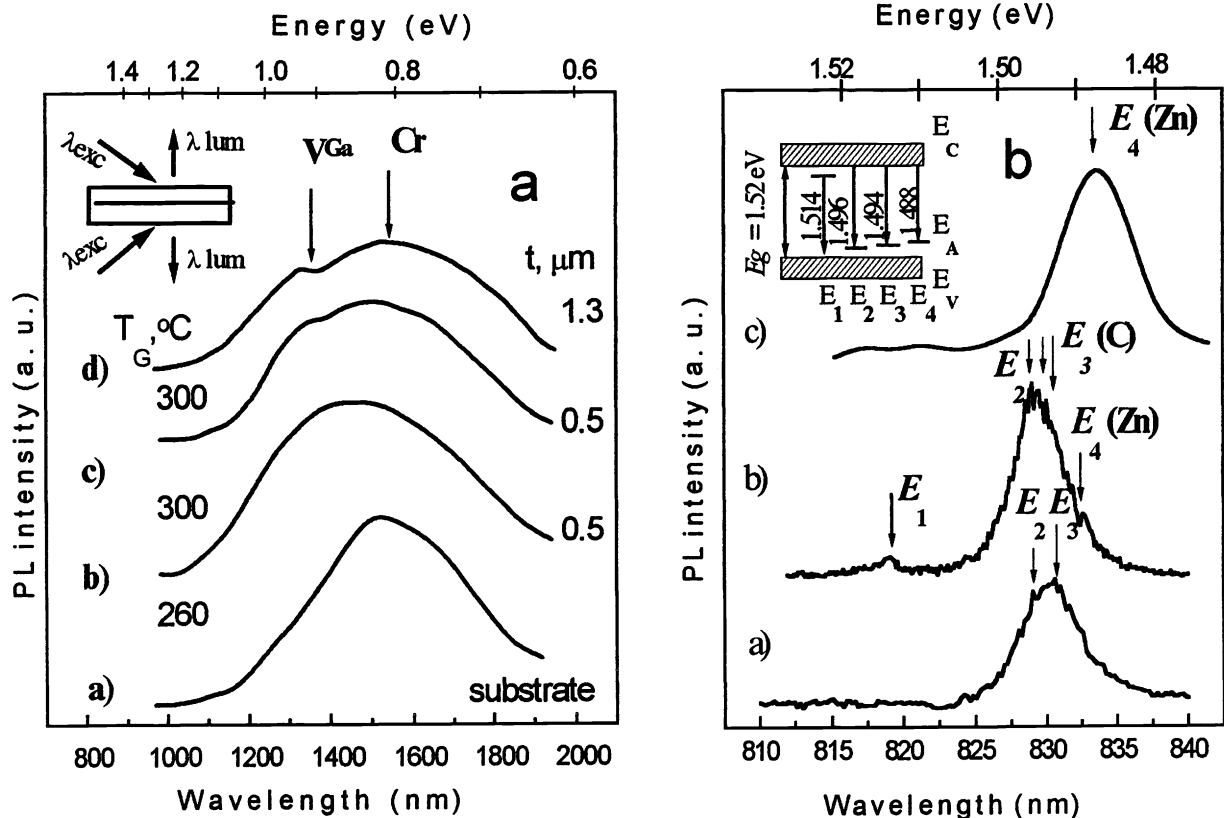 Energy (eV)
1.4 1.2 1.0 0.8 0.6
λexc
λ lum
VGa
Cr
a
λexc
λ lum
t, μm
TG, ºC
1.3
d)
300
0.5
c)
300
0.5
b)
260
a)
substrate
PL intensity (a. u.)
800 1000 1200 1400 1600 1800 2000
Wavelength (nm)
Energy (eV)
1.52 1.50 1.48
E4 (Zn)
EC
b
Eg = 1.52 eV
1.514
1.496
1.494
1.488
EA
EV
E1 E2 E3 E4
c)
E3 (C)
E2
E4 (Zn)
b)
E1
E2 E3
a)
PL intensity (a. u.)
810 815 820 825 830 835 840
Wavelength (nm)